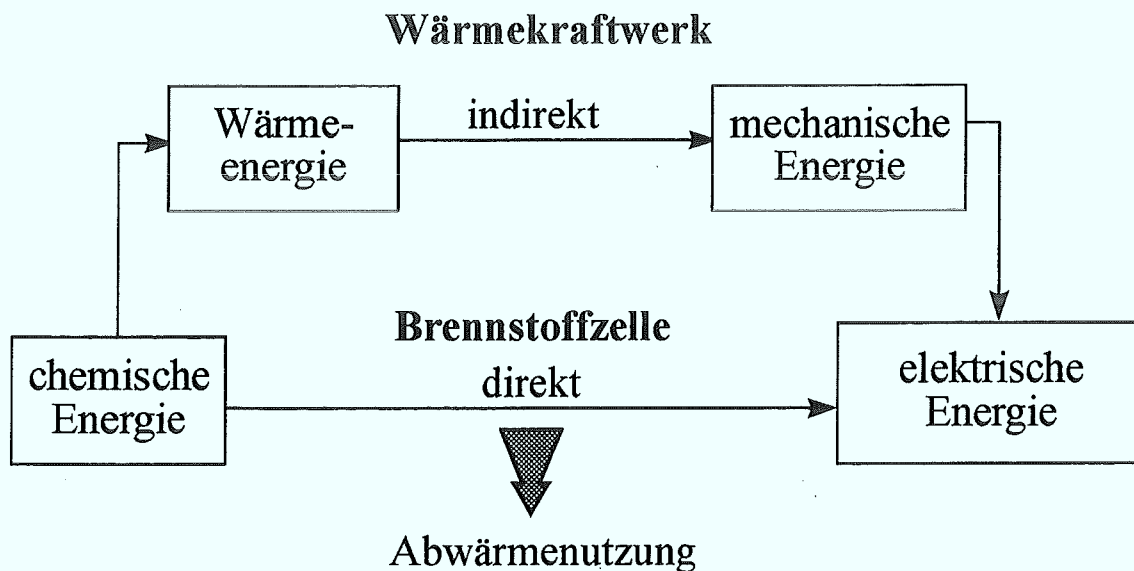 Wärmekraftwerk
Wärme-
energie
indirekt
mechanische
Energie
Brennstoffzelle
chemische
Energie
direkt
elektrische
Energie
Abwärmenutzung